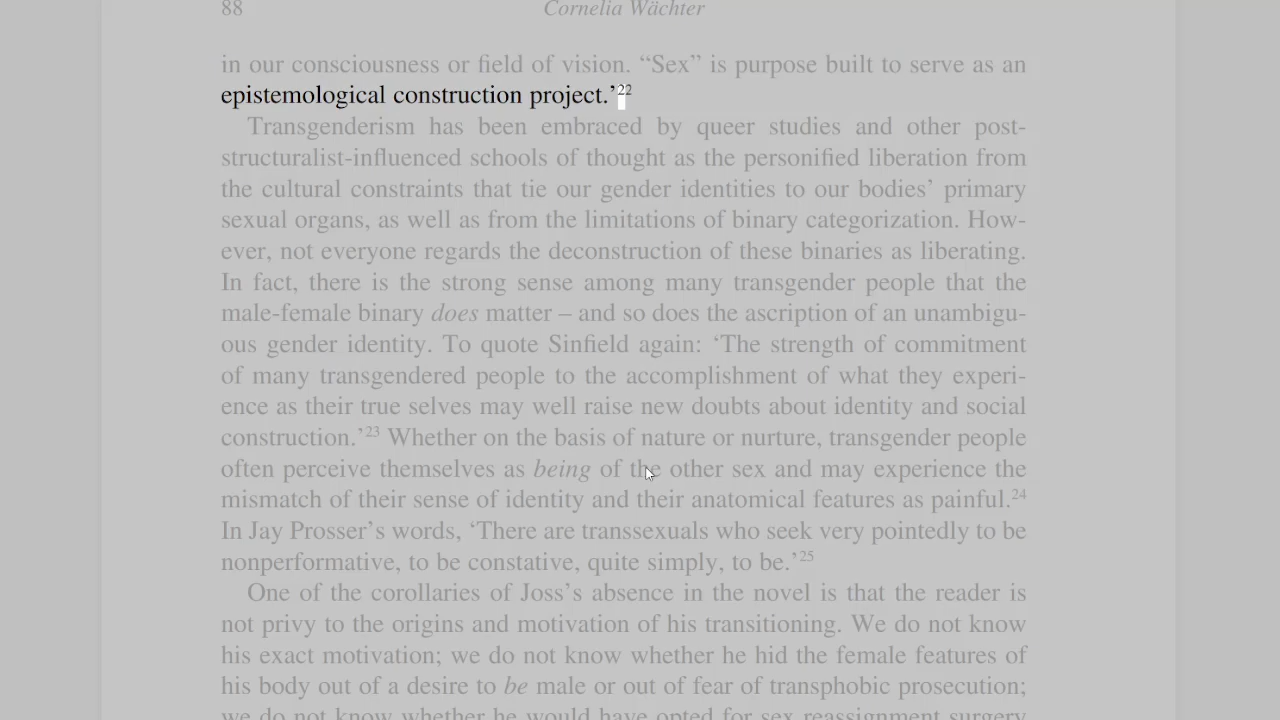 88 Cornelia Wächter
in our consciousness or field of vision. “Sex” is purpose built to serve as an
epistemological construction project.’22
Transgenderism has been embraced by queer studies and other post-
structuralist-influenced schools of thought as the personified liberation from
the cultural constraints that tie our gender identities to our bodies’ primary
sexual organs, as well as from the limitations of binary categorization. How-
ever, not everyone regards the deconstruction of these binaries as liberating.
In fact, there is the strong sense among many transgender people that the
male-female binary does matter – and so does the ascription of an unambigu-
ous gender identity. To quote Sinfield again: ‘The strength of commitment
of many transgendered people to the accomplishment of what they experi-
ence as their true selves may well raise new doubts about identity and social
construction.’23 Whether on the basis of nature or nurture, transgender people
often perceive themselves as being of the other sex and may experience the
mismatch of their sense of identity and their anatomical features as painful.24
In Jay Prosser’s words, ‘There are transsexuals who seek very pointedly to be
nonperformative, to be constative, quite simply, to be.’25
One of the corollaries of Joss’s absence in the novel is that the reader is
not privy to the origins and motivation of his transitioning. We do not know
his exact motivation; we do not know whether he hid the female features of
his body out of a desire to be male or out of fear of transphobic prosecution;
we do not know whether he would have opted for sex reassignment surgery